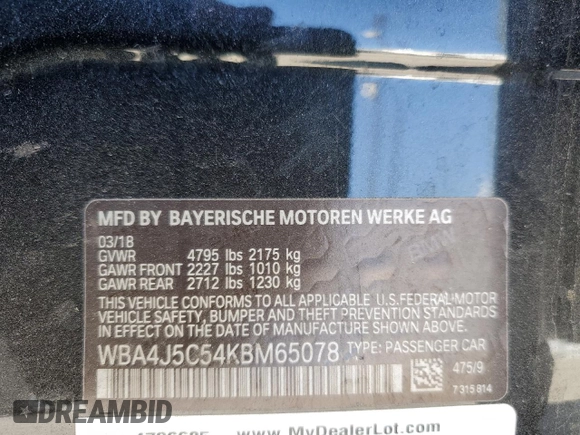 MFD BY BAYERISCHE MOTOREN WERKE AG
03/18
GVWR 4795 lbs 2175 kg
GAWR FRONT 2227 lbs 1010 kg
GAWR REAR 2712 lbs 1230 kg
THIS VEHICLE CONFORMS TO ALL APPLICABLE U.S.FEDERAL MOTOR
VEHICLE SAFETY, BUMPER AND THEFT PREVENTION STANDARDS
IN EFFECT ON THE DATE OF MANUFACTURE SHOWN ABOVE.
WBA4J5C54KBM65078 TYPE: PASSENGER CAR
475/9
7 315 814
www.MyDealerLot.com
EPICARBID